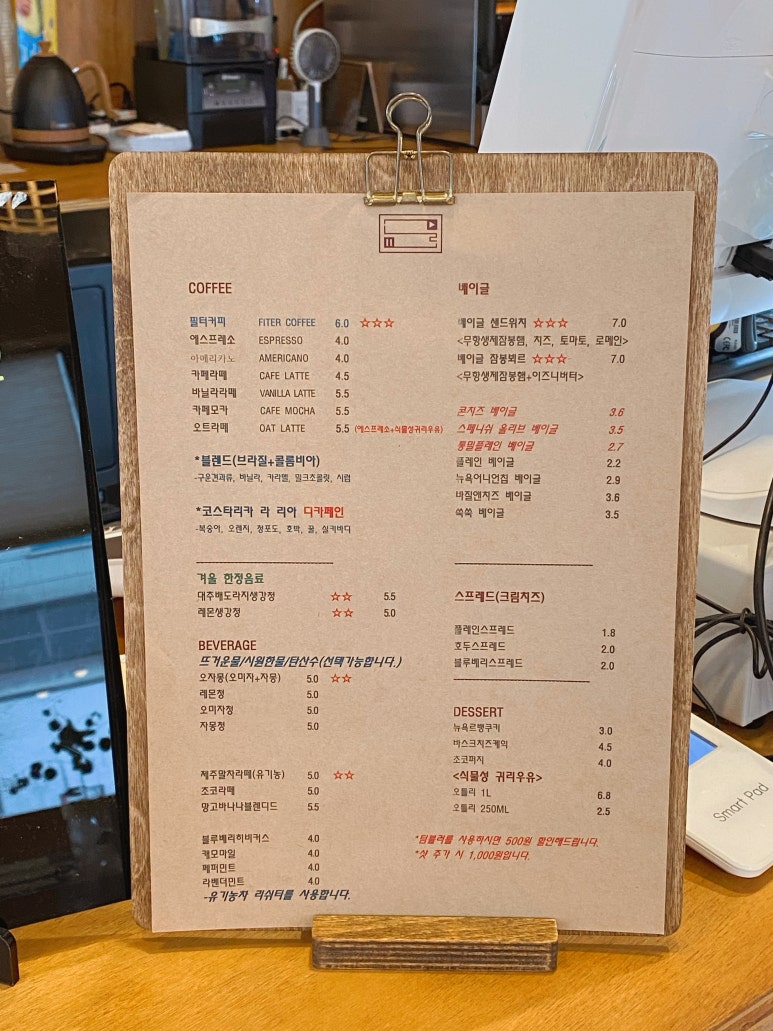 COFFEE
필터커피 FITER COFFEE 6.0 ☆☆☆
에스프레소 ESPRESSO 4.0
아메리카노 AMERICANO 4.0
카페라떼 CAFE LATTE 4.5
바닐라라떼 VANILLA LATTE 5.5
카페모카 CAFE MOCHA 5.5
오트라떼 OAT LATTE 5.5 (에스프레소+식물성귀리우유)
*블렌드(브라질+콜롬비아)
-구운견과류, 바닐라, 카라멜, 밀크초콜릿, 시럽
*코스타리카 라 리아 디카페인
-복숭아, 오렌지, 청포도, 호박, 꿀, 실키바디
겨울 한정음료
대추배도라지생강청 ☆☆ 5.5
레몬생강청 ☆☆ 5.0
BEVERAGE
뜨거운물/시원한물/탄산수(선택가능합니다.)
오자몽(오미자+자몽) 5.0 ☆☆
레몬청 5.0
오미자청 5.0
자몽청 5.0
제주말차라떼(유기농) 5.0 ☆☆
초코라떼 5.0
망고바나나블렌디드 5.5
블루베리히비커스 4.0
캐모마일 4.0
페퍼민트 4.0
라벤더민트 4.0
-유기농차 리쉬티를 사용합니다.
베이글
베이글 샌드위치 ☆☆☆ 7.0
<무항생제잠봉햄, 치즈, 토마토, 로메인>
베이글 잠봉뵈르 ☆☆☆ 7.0
<무항생제잠봉햄+이즈니버터>
콘치즈 베이글 3.6
스페니쉬 올리브 베이글 3.5
통밀플레인 베이글 2.7
플레인 베이글 2.2
뉴욕어니언칩 베이글 2.9
바질앤치즈 베이글 3.6
쑥쑥 베이글 3.5
스프레드(크림치즈)
플레인스프레드 1.8
호두스프레드 2.0
블루베리스프레드 2.0
DESSERT
뉴욕르뱅쿠키 3.0
바스크치즈케익 4.5
초코퍼지 4.0
<식물성 귀리우유>
오틀리 1L 6.8
오틀리 250ML 2.5
*텀블러를 사용하시면 500원 할인해드립니다.
*샷 추가 시 1,000원입니다.
Smart Pad